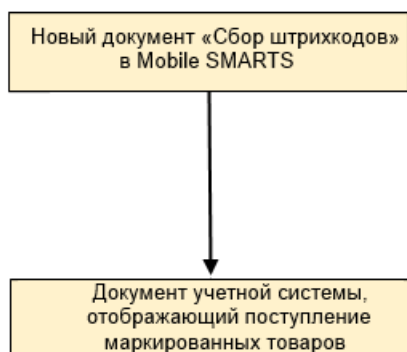 Новый документ «Сбор штрихкодов»
в Mobile SMARTS
Документ учетной системы,
отображающий поступление
маркированных товаров